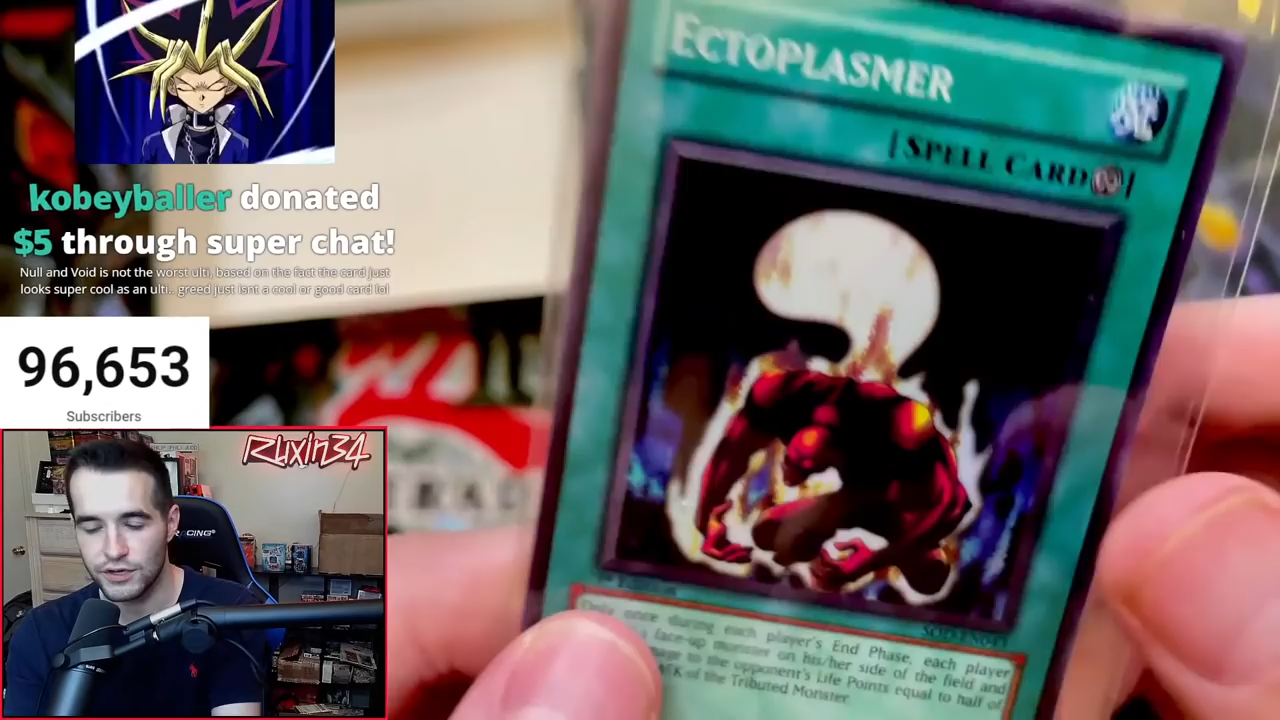 kobeyballer donated
$5 through super chat!
Null and Void is not the worst ulti, based on the fact the card just
looks super cool as an ulti.. greed just isnt a cool or good card lol
96,653
Subscribers
Ruxin34
RACING
ECTOPLASMER
[SPELL CARD
Only once during each player's End Phase, each player
face-up monster on his/her side of the field and
to the opponent's Life Points equal to half of
ATK of the Tributed Monster.